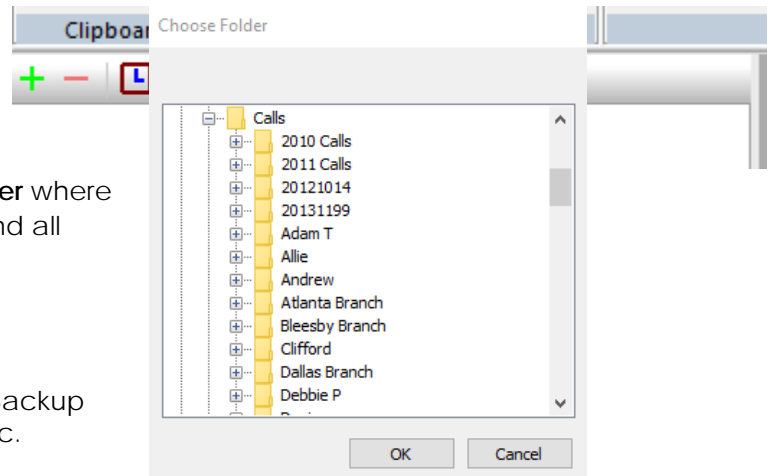 Clipboar
Choose Folder
Calls
2010 Calls
2011 Calls
20121014
20131199
Adam T
Allie
Andrew
Atlanta Branch
Bleesby Branch
Clifford
Dallas Branch
Debbie P
OK Cancel
er where
nd all
Backup
c.